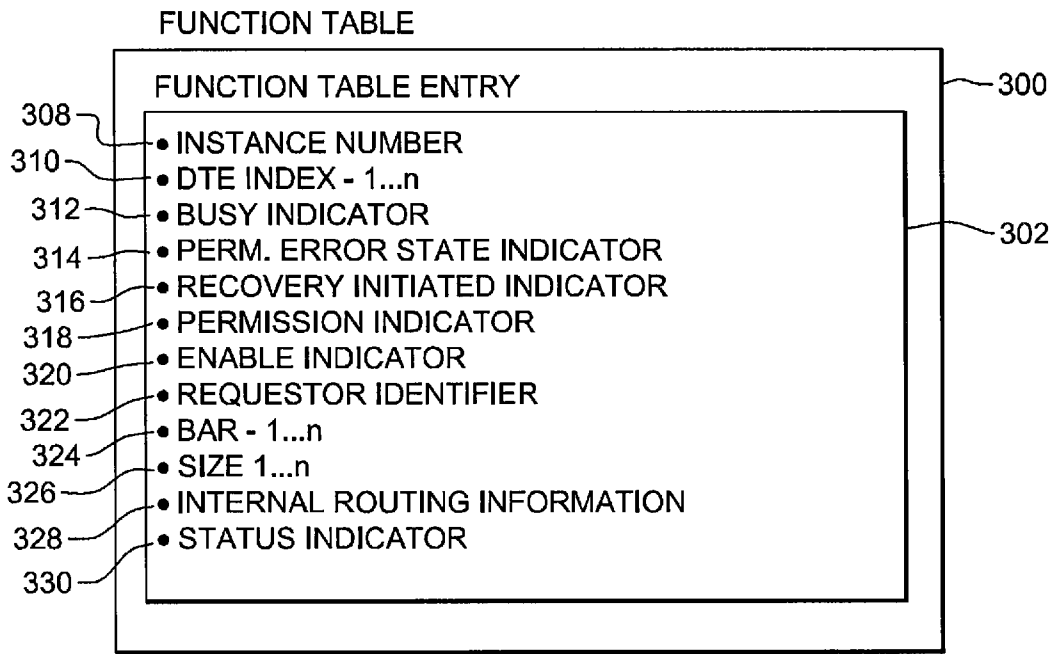 FUNCTION TABLE
FUNCTION TABLE ENTRY
300
302
308 • INSTANCE NUMBER
310 • DTE INDEX - 1...n
312 • BUSY INDICATOR
314 • PERM. ERROR STATE INDICATOR
316 • RECOVERY INITIATED INDICATOR
318 • PERMISSION INDICATOR
320 • ENABLE INDICATOR
322 • REQUESTOR IDENTIFIER
324 • BAR - 1...n
326 • SIZE 1...n
328 • INTERNAL ROUTING INFORMATION
330 • STATUS INDICATOR